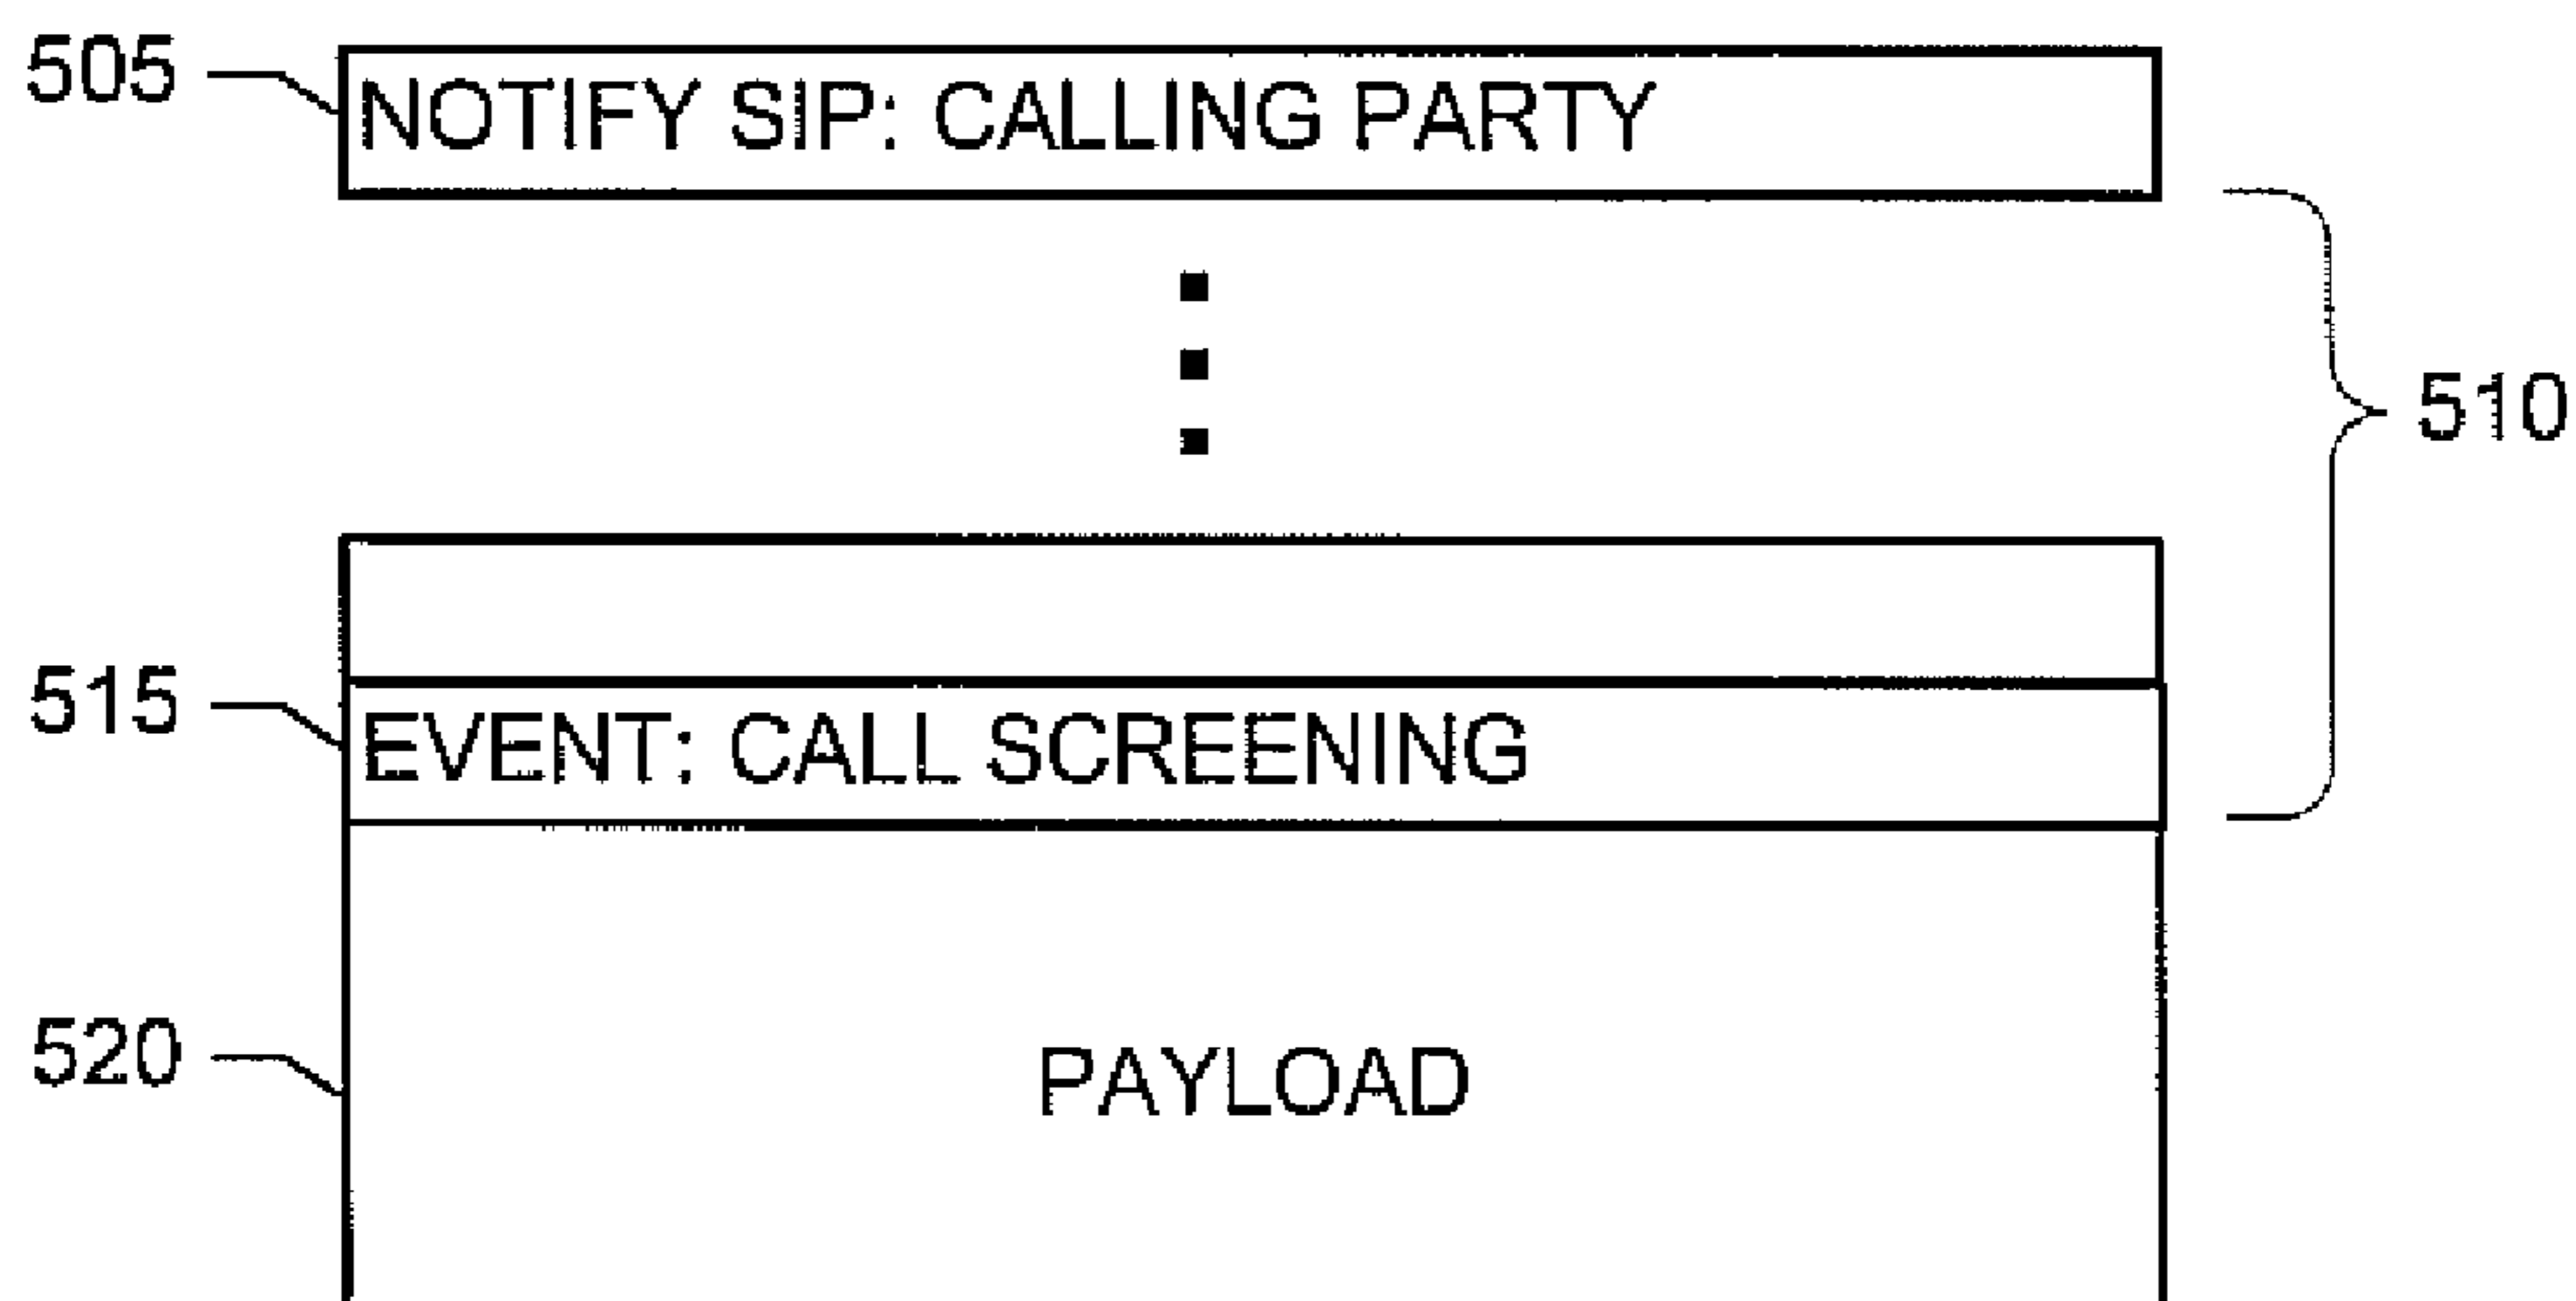 505
NOTIFY SIP: CALLING PARTY
510
515
EVENT: CALL SCREENING
520
PAYLOAD